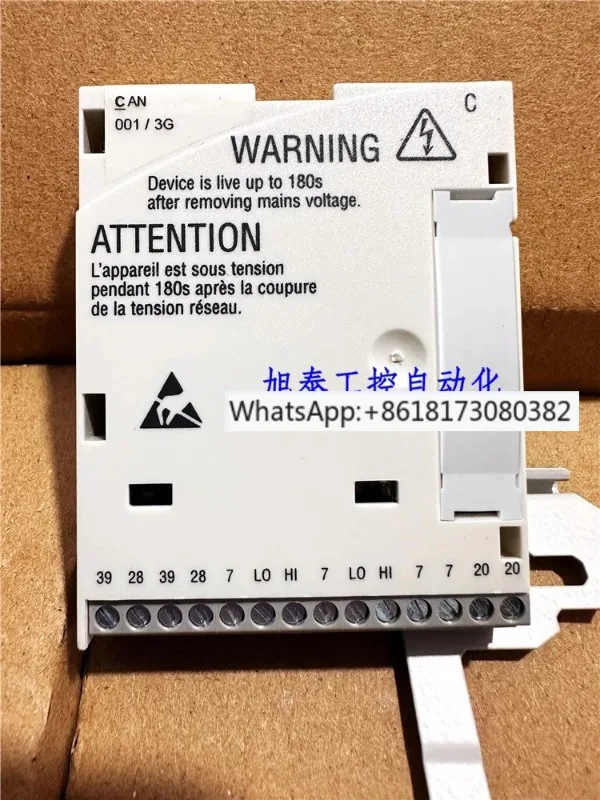 CAN
001 / 3G
C
WARNING
Device is live up to 180s
after removing mains voltage.
ATTENTION
L'appareil est sous tension
pendant 180s après la coupure
de la tension réseau.
旭泰工控自动化
WhatsApp:+8618173080382
39 28 39 28 7 LO HI 7 LO HI 7 7 20 20